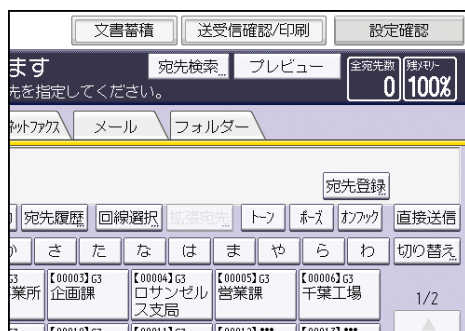 文書蓄積 送受信確認/印刷 設定確認
ます 宛先検索 プレビュー 全宛先数 残メモリー
先を指定してください。 0 100%
ネットファクス メール フォルダー
宛先登録
宛先履歴 回線選択 拡張宛先 トーン ポーズ オンフック 直接送信
か さ た な は ま や ら わ 切り替え
【00003】G3 【00004】G3 【00005】G3 【00006】G3
業所 企画課 ロサンゼルス支局 営業課 千葉工場 1/2